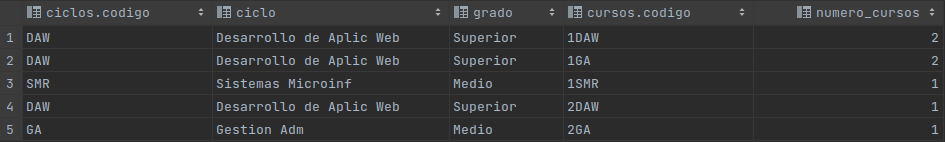 ciclos.codigo ciclo grado cursos.codigo numero_cursos
1 DAW Desarrollo de Aplic Web Superior 1DAW 2
2 DAW Desarrollo de Aplic Web Superior 1GA 2
3 SMR Sistemas Microinf Medio 1SMR 1
4 DAW Desarrollo de Aplic Web Superior 2DAW 1
5 GA Gestion Adm Medio 2GA 1